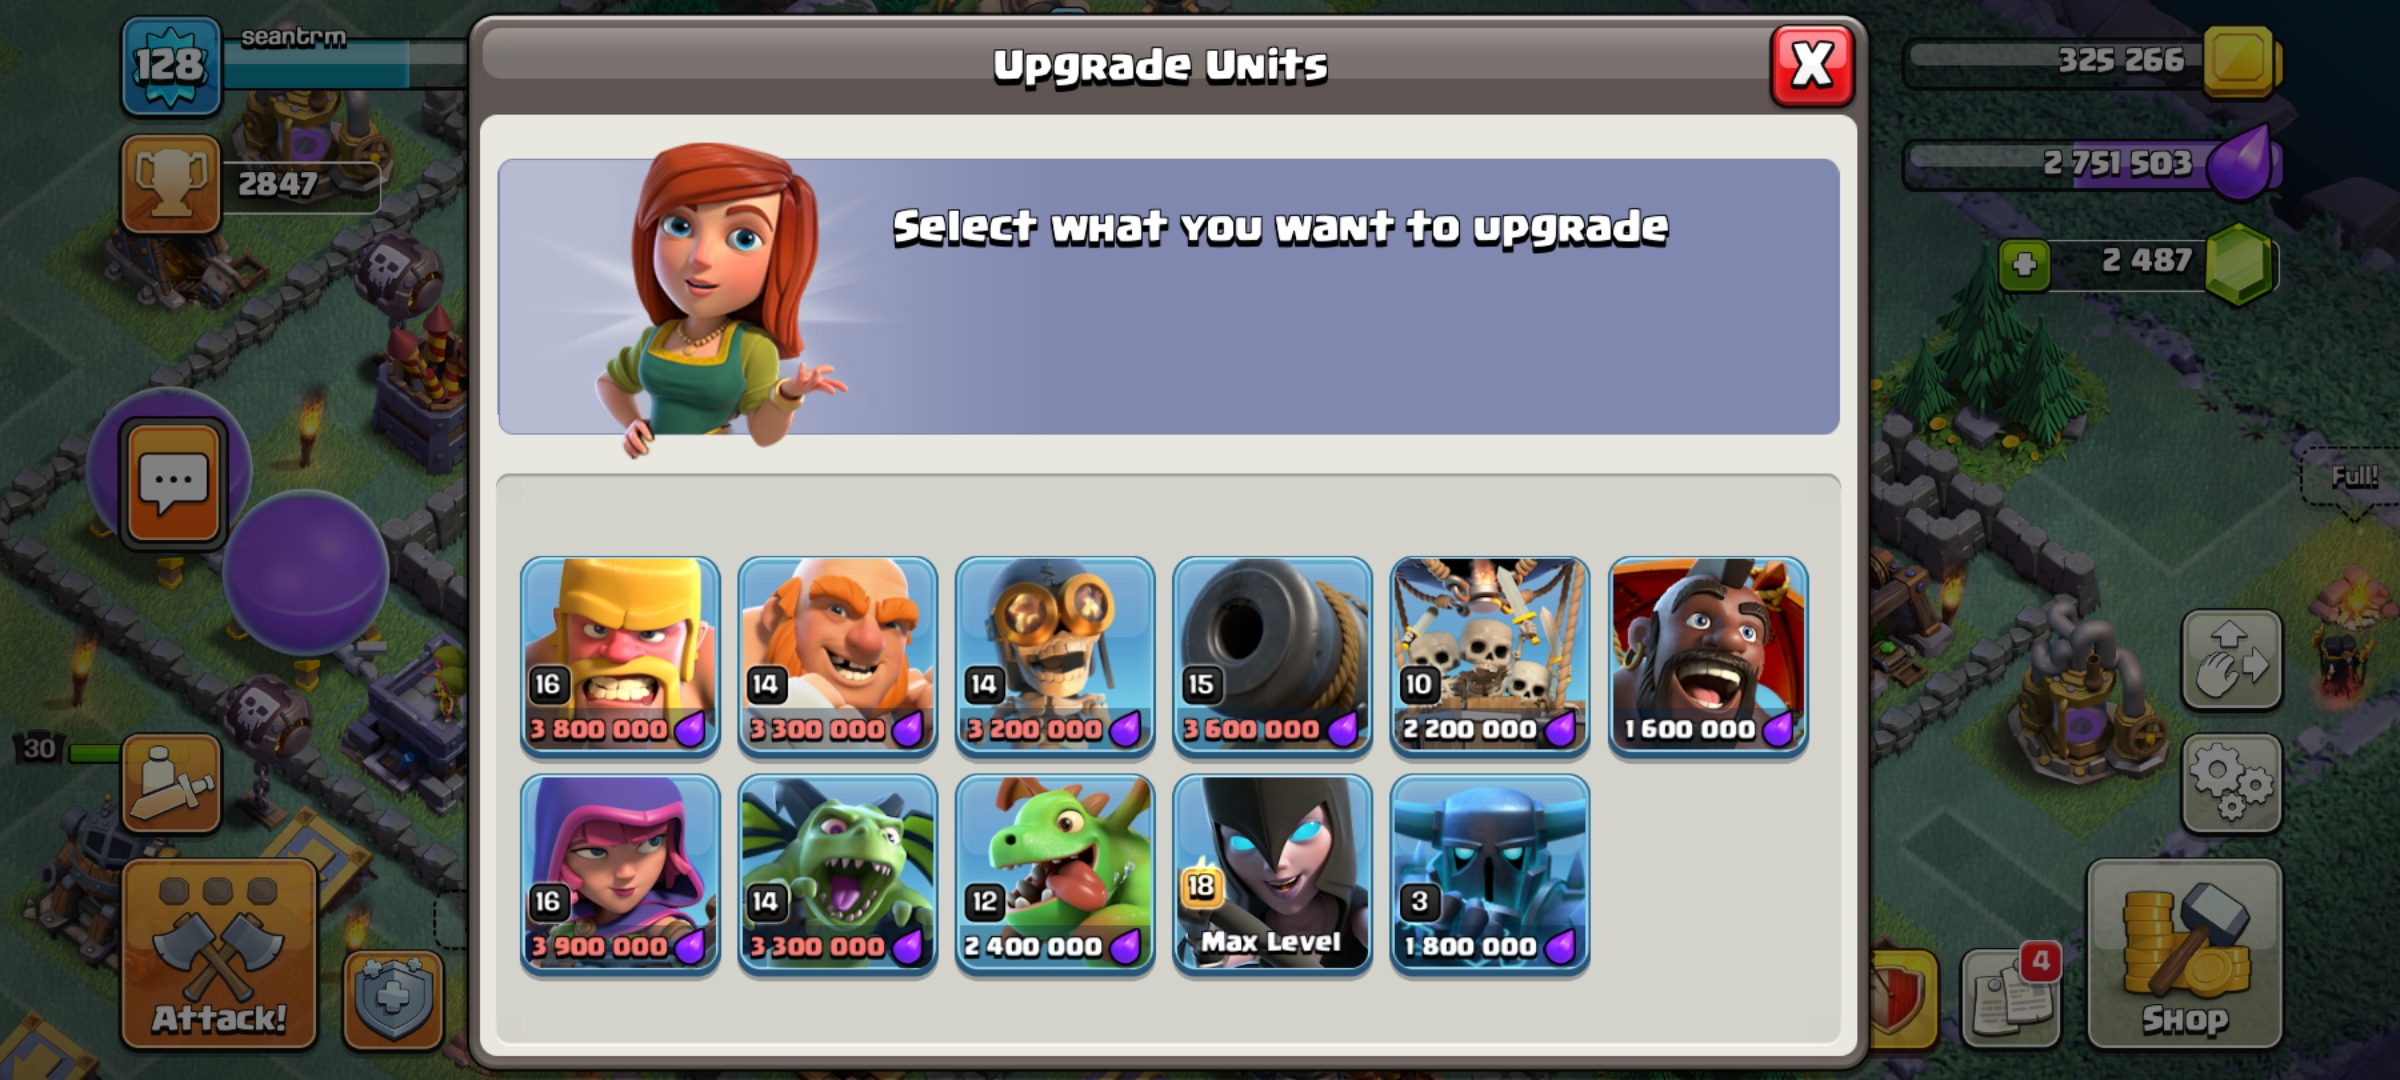 128
seantrm
Upgrade Units
X
325 266
2847
2 751 503
Select what you want to upgrade
2 487
Full!
16
3 800 000
14
3 300 000
14
3 200 000
15
3 600 000
10
2 200 000
1 600 000
30
16
3 900 000
14
3 300 000
12
2 400 000
18
Max Level
3
1 800 000
Attack!
4
Shop